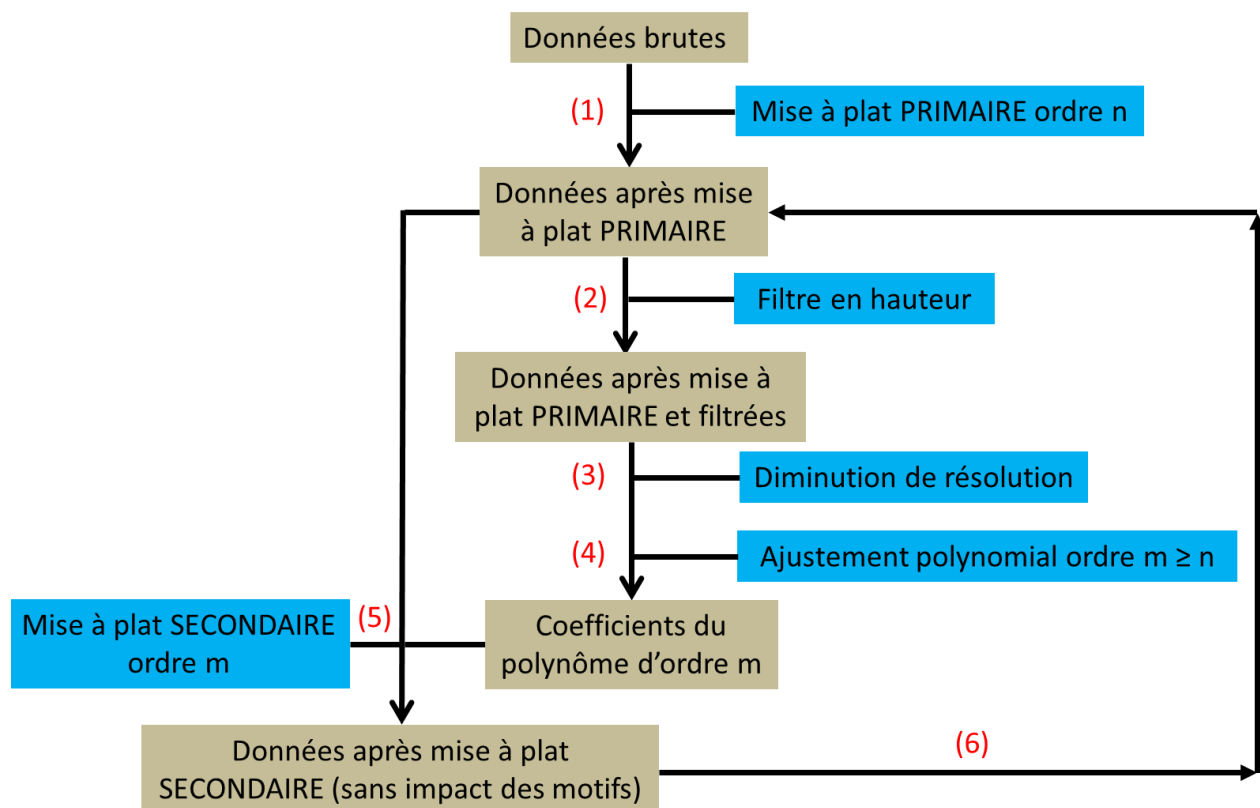 Données brutes
(1)
Mise à plat PRIMAIRE ordre n
Données après mise
à plat PRIMAIRE
(2)
Filtre en hauteur
Données après mise à
plat PRIMAIRE et filtrées
(3)
Diminution de résolution
(4)
Ajustement polynomial ordre m ≥ n
Mise à plat SECONDAIRE
ordre m
(5)
Coefficients du
polynôme d’ordre m
Données après mise à plat
SECONDAIRE (sans impact des motifs)
(6)